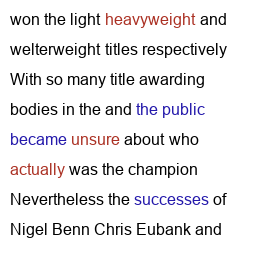 won the light heavyweight and
welterweight titles respectively
With so many title awarding
bodies in the and the public
became unsure about who
actually was the champion
Nevertheless the successes of
Nigel Benn Chris Eubank and